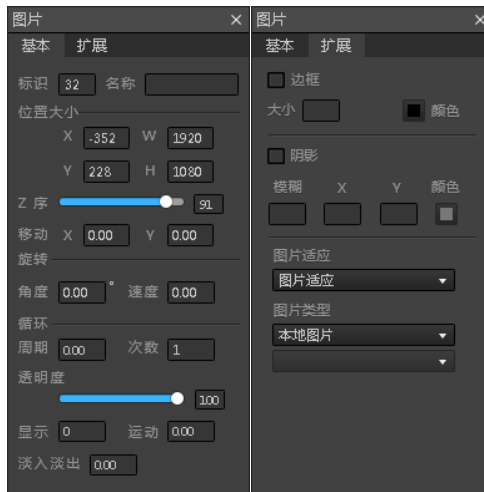 图片 ×
基本 扩展
标识 32 名称
位置大小
X -352 W 1920
Y 228 H 1080
Z 序 91
移动 X 0.00 Y 0.00
旋转
角度 0.00 ° 速度 0.00
循环
周期 0.00 次数 1
透明度
100
显示 0 运动 0.00
淡入淡出 0.00
图片 ×
基本 扩展
边框
大小 颜色
阴影
模糊 X Y 颜色
图片适应
图片适应
图片类型
本地图片